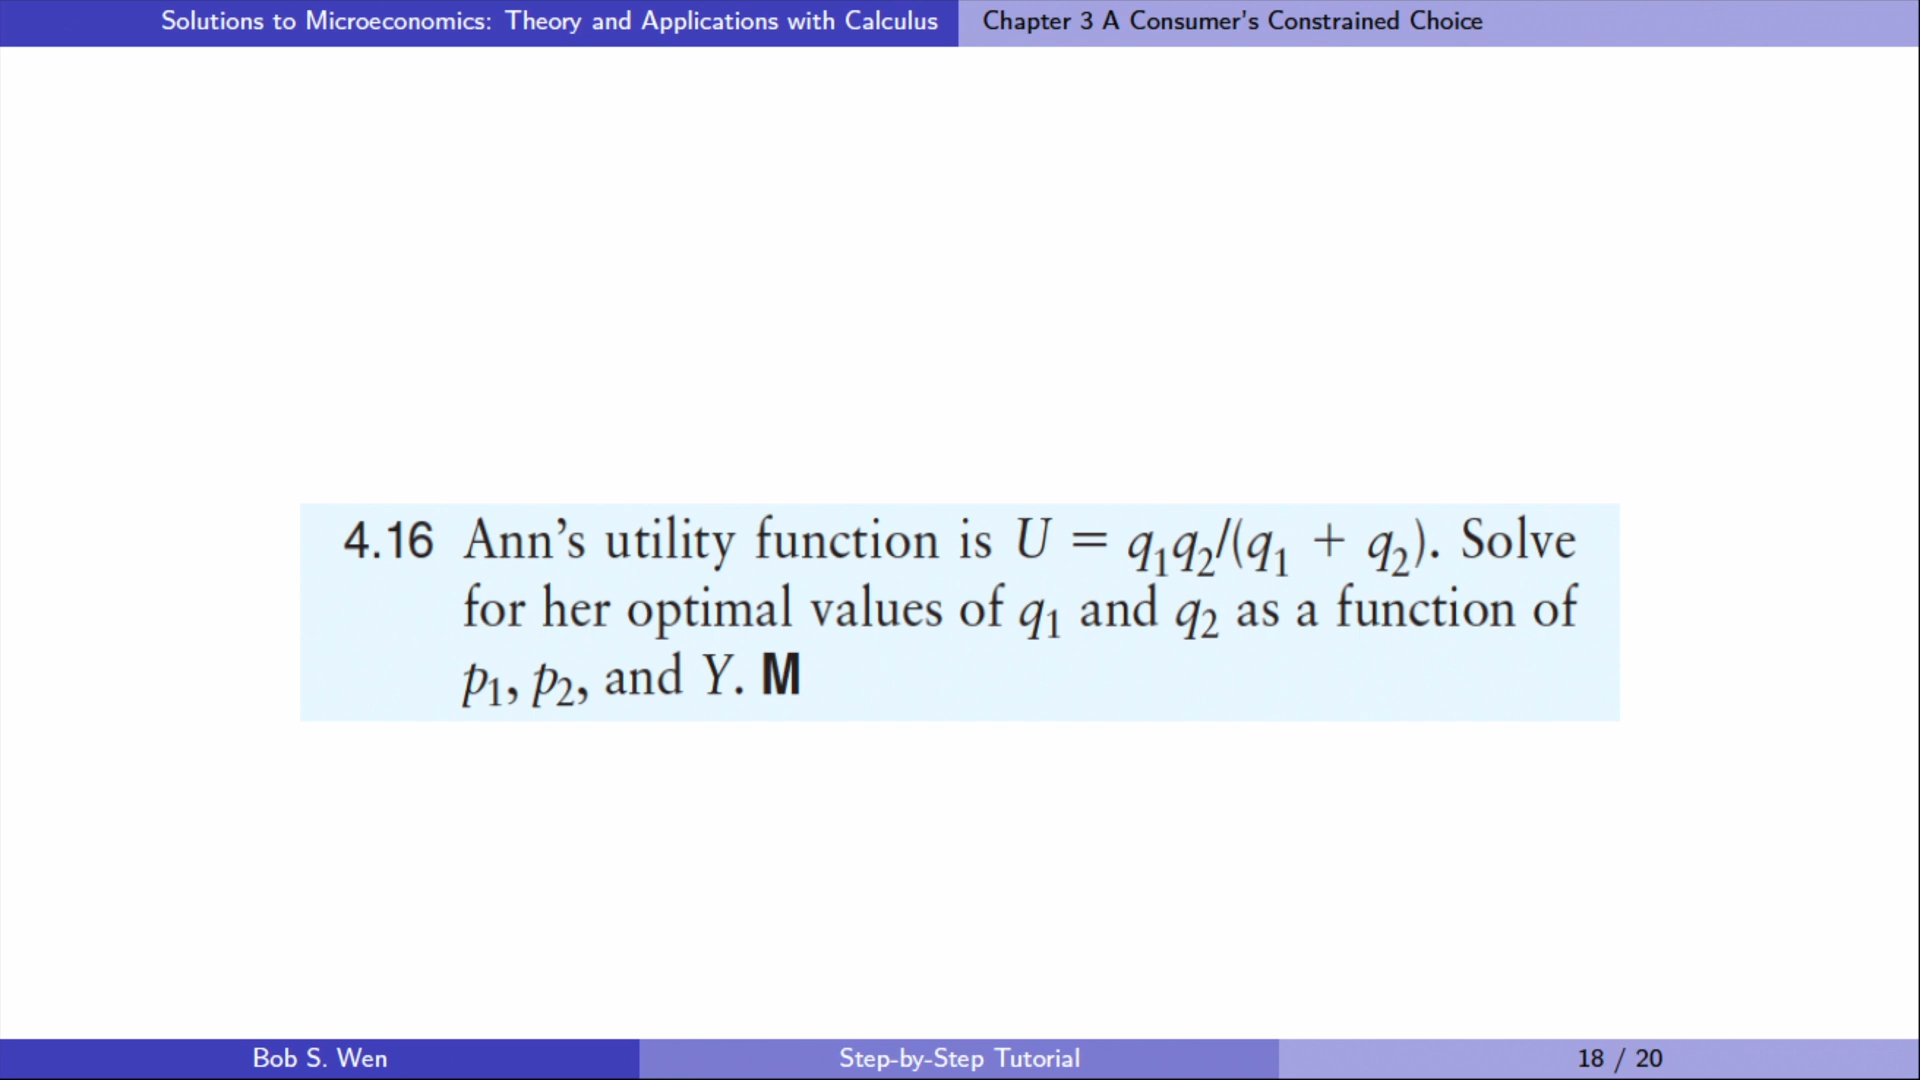 Solutions to Microeconomics: Theory and Applications with Calculus
Chapter 3 A Consumer's Constrained Choice
4.16 Ann’s utility function is U = q₁q₂/(q₁ + q₂). Solve
for her optimal values of q₁ and q₂ as a function of
p₁, p₂, and Y. M
Bob S. Wen
Step-by-Step Tutorial
18 / 20